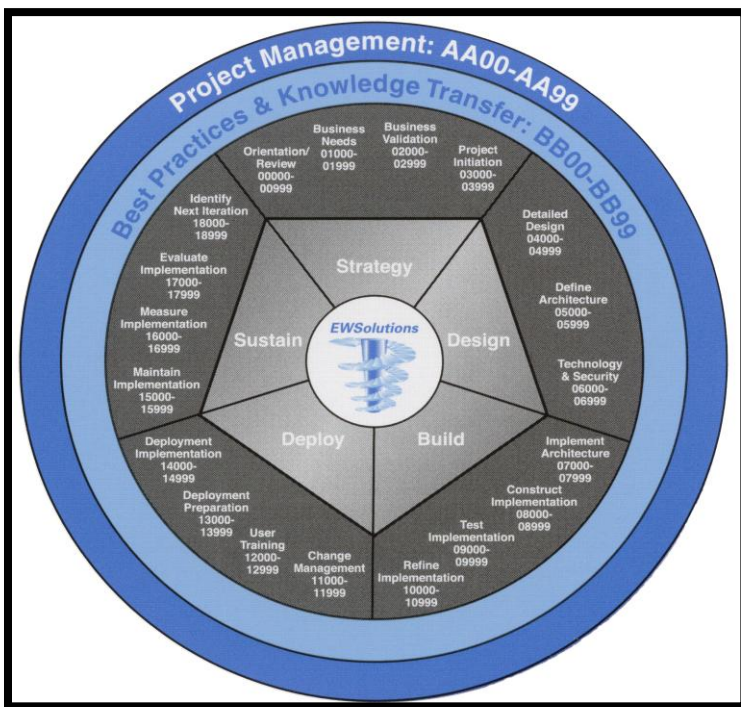 Project Management: AA00-AA99
Best Practices & Knowledge Transfer: BB00-BB99
Orientation/
Review
00000-
00999
Business
Needs
01000-
01999
Business
Validation
02000-
02999
Project
Initiation
03000-
03999
Detailed
Design
04000-
04999
Define
Architecture
05000-
05999
Technology
& Security
06000-
06999
Implement
Architecture
07000-
07999
Construct
Implementation
08000-
08999
Test
Implementation
09000-
09999
Refine
Implementation
10000-
10999
Change
Management
11000-
11999
User
Training
12000-
12999
Deployment
Preparation
13000-
13999
Deployment
Implementation
14000-
14999
Maintain
Implementation
15000-
15999
Measure
Implementation
16000-
16999
Evaluate
Implementation
17000-
17999
Identify
Next Iteration
18000-
18999
Strategy
Design
Build
Deploy
Sustain
EWSolutions